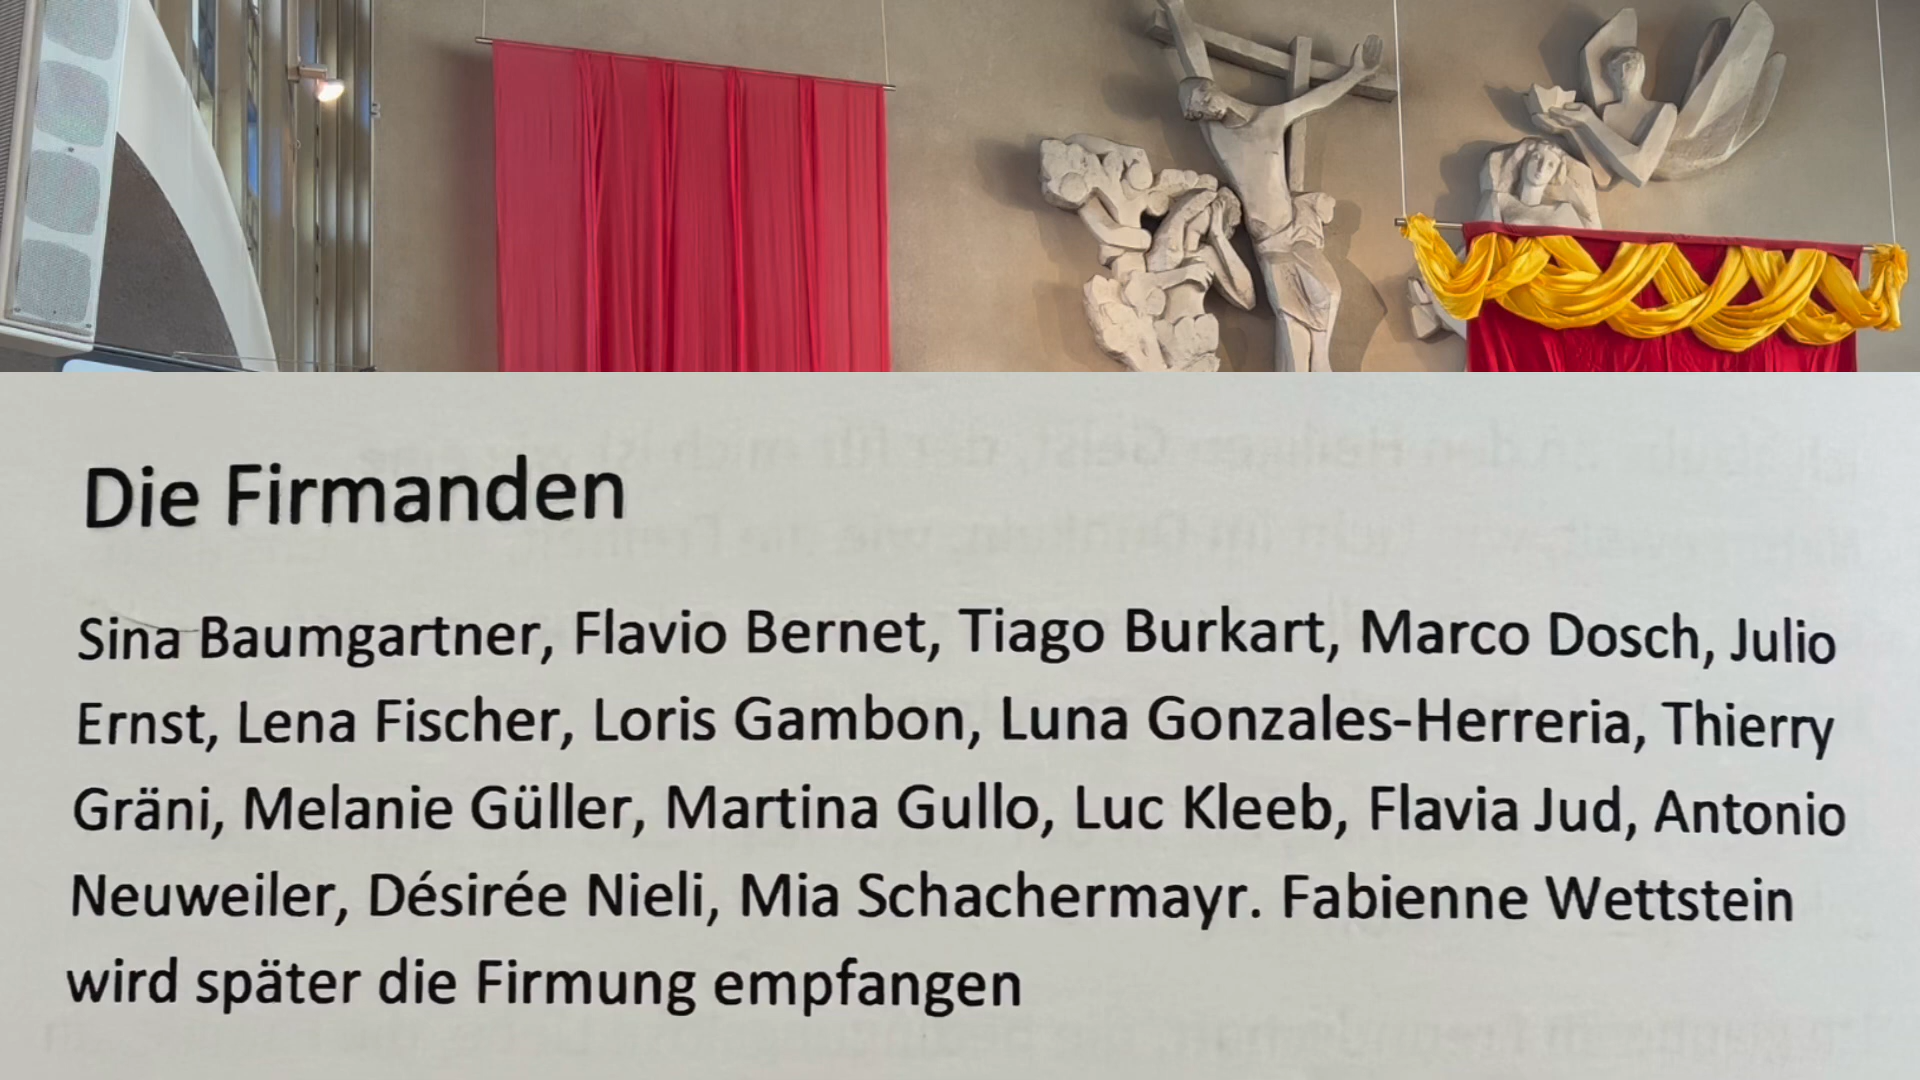 Die Firmanden
Sina Baumgartner, Flavio Bernet, Tiago Burkart, Marco Dosch, Julio
Ernst, Lena Fischer, Loris Gambon, Luna Gonzales-Herreria, Thierry
Gräni, Melanie Güller, Martina Gullo, Luc Kleeb, Flavia Jud, Antonio
Neuweiler, Désirée Nieli, Mia Schachermayr. Fabienne Wettstein
wird später die Firmung empfangen